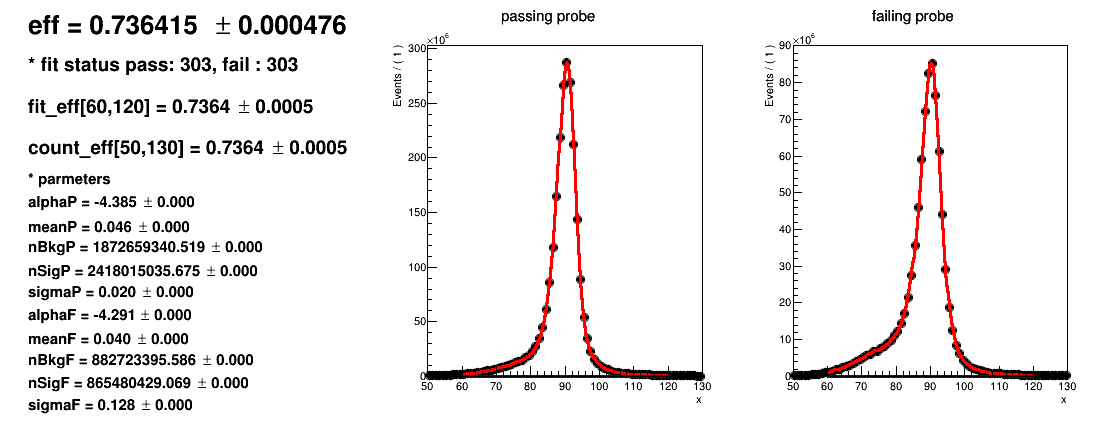 eff = 0.736415 ± 0.000476
* fit status pass: 303, fail : 303
fit_eff[60,120] = 0.7364 ± 0.0005
count_eff[50,130] = 0.7364 ± 0.0005
* parmeters
alphaP = -4.385 ± 0.000
meanP = 0.046 ± 0.000
nBkgP = 1872659340.519 ± 0.000
nSigP = 2418015035.675 ± 0.000
sigmaP = 0.020 ± 0.000
alphaF = -4.291 ± 0.000
meanF = 0.040 ± 0.000
nBkgF = 882723395.586 ± 0.000
nSigF = 865480429.069 ± 0.000
sigmaF = 0.128 ± 0.000
passing probe
×10⁶
Events / ( 1 )
300
250
200
150
100
50
0
50 60 70 80 90 100 110 120 130
x
failing probe
×10⁶
Events / ( 1 )
90
80
70
60
50
40
30
20
10
0
50 60 70 80 90 100 110 120 130
x